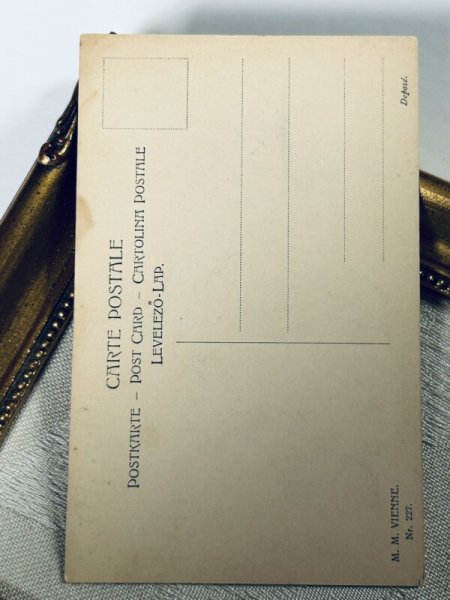 CARTE POSTALE
POSTKARTE – POST CARD – CARTOLINA POSTALE
LEVELEZŐ-LAP.
M. M. VIENNE.
Nr. 227.
Déposé.